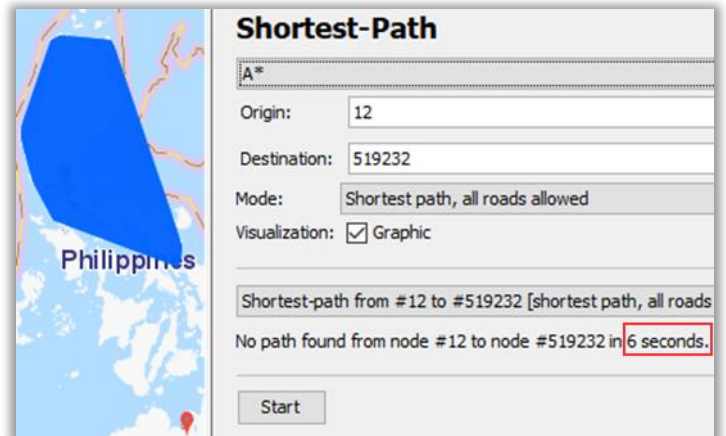 Shortest-Path
A*
Origin: 12
Destination: 519232
Mode: Shortest path, all roads allowed
Visualization: Graphic
Shortest-path from #12 to #519232 [shortest path, all roads
No path found from node #12 to node #519232 in 6 seconds.
Start
Philippines